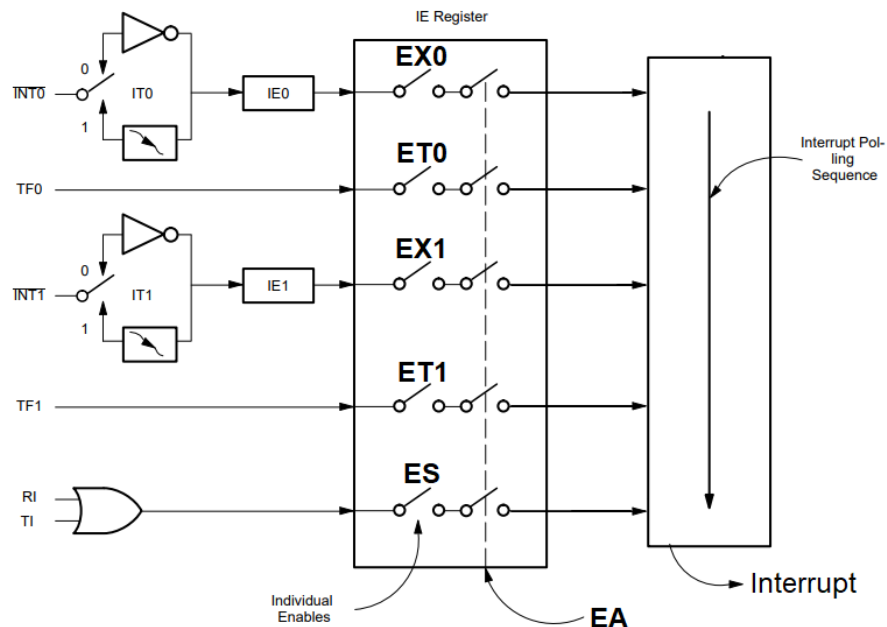 IE Register
EX0
0
INT0
IT0
IE0
1
Interrupt Pol-
ling
Sequence
ET0
TF0
EX1
0
INT1
IT1
IE1
1
ET1
TF1
ES
RI
TI
Interrupt
Individual
Enables
EA